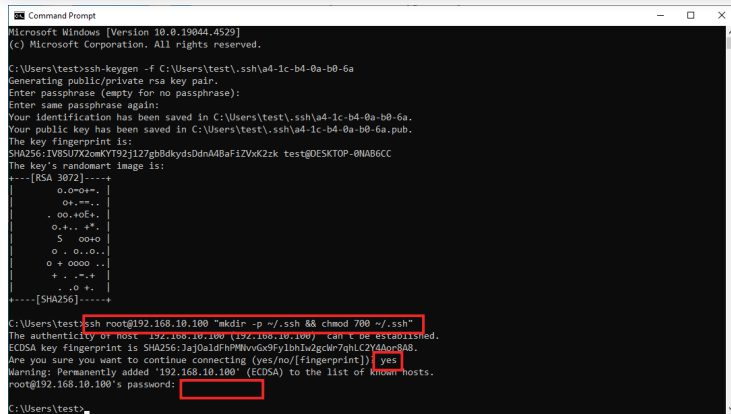 Command Prompt
Microsoft Windows [Version 10.0.19044.4529]
(c) Microsoft Corporation. All rights reserved.
C:\Users\test>ssh-keygen -f C:\Users\test\.ssh\a4-1c-b4-0a-b0-6a
Generating public/private rsa key pair.
Enter passphrase (empty for no passphrase):
Enter same passphrase again:
Your identification has been saved in C:\Users\test\.ssh\a4-1c-b4-0a-b0-6a.
Your public key has been saved in C:\Users\test\.ssh\a4-1c-b4-0a-b0-6a.pub.
The key fingerprint is:
SHA256:IV8SU7X2omKYT92j127gbBdkydsDdnA4BaFiZVxK2zk test@DESKTOP-0NAB6CC
The key's randomart image is:
+---[RSA 3072]----+
|        o.o=o+=. |
|         o+.==.. |
|      . oo.+oE+. |
|       o.+.. +*. |
|        S   oo+o |
|       o . o..o..|
|      o + oooo ..|
|       + . .=.+  |
|        . .o +.  |
+----[SHA256]-----+
C:\Users\test>ssh root@192.168.10.100 "mkdir -p ~/.ssh && chmod 700 ~/.ssh"
The authenticity of host '192.168.10.100 (192.168.10.100)' can't be established.
ECDSA key fingerprint is SHA256:JajOa1dFhPMNvvGx9Fy1bhIw2gcWr7qhLC2Y4Aor8A8.
Are you sure you want to continue connecting (yes/no/[fingerprint])? yes
Warning: Permanently added '192.168.10.100' (ECDSA) to the list of known hosts.
root@192.168.10.100's password:
C:\Users\test>